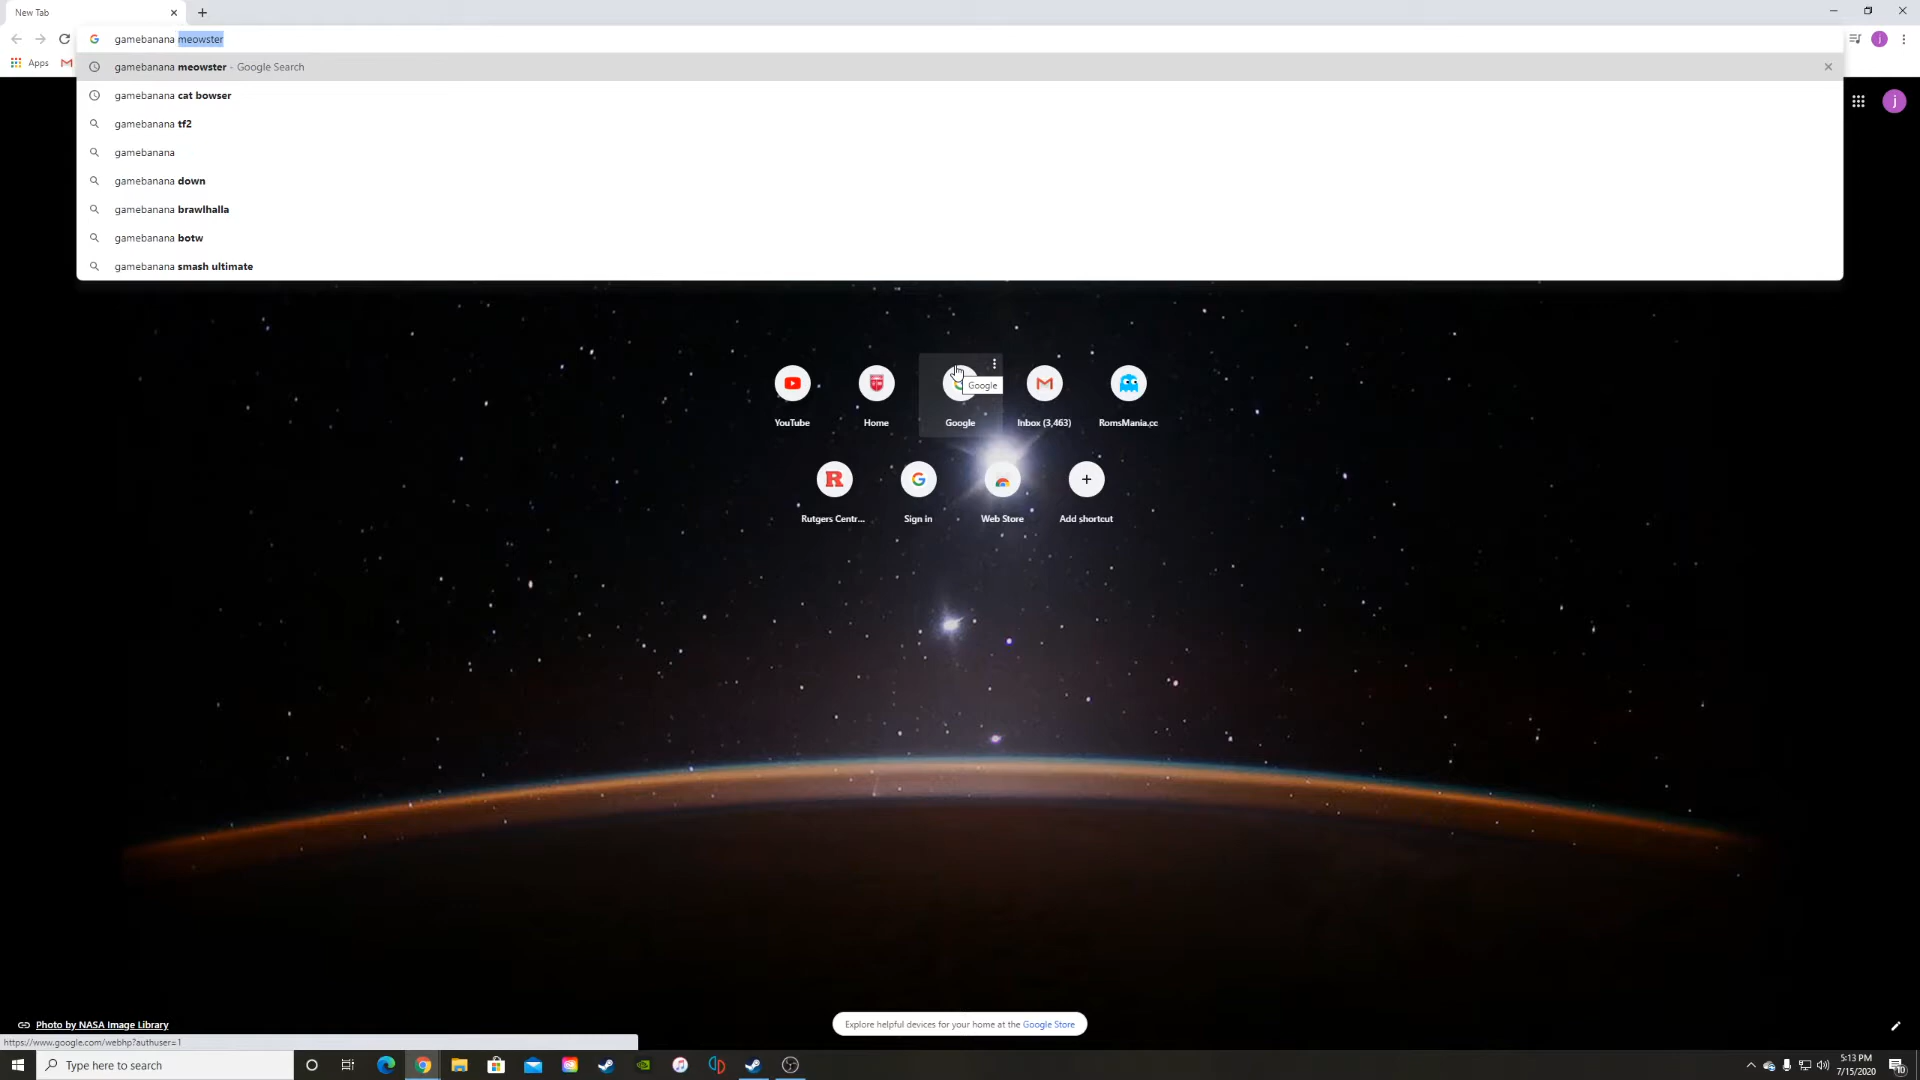 New Tab
gamebanana meowster
Apps
gamebanana meowster - Google Search
gamebanana cat bowser
gamebanana tf2
gamebanana
gamebanana down
gamebanana brawlhalla
gamebanana botw
gamebanana smash ultimate
j
j
Google
YouTube
Home
Google
Inbox (3,463)
RomsMania.cc
R
Rutgers Centr...
Sign in
Web Store
Add shortcut
Photo by NASA Image Library
Explore helpful devices for your home at the Google Store
https://www.google.com/webhp?authuser=1
Type here to search
5:13 PM
7/15/2020
10